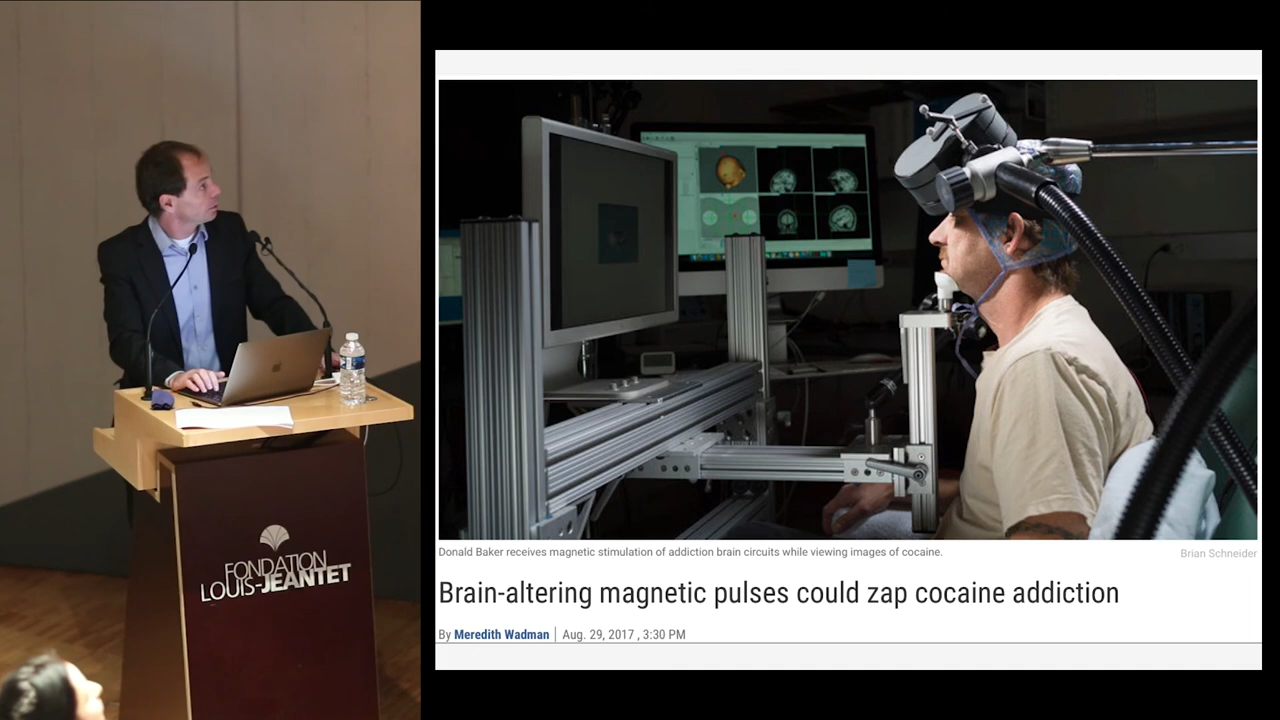 FONDATION
LOUIS-JEANTET
Donald Baker receives magnetic stimulation of addiction brain circuits while viewing images of cocaine.
Brian Schneider
Brain-altering magnetic pulses could zap cocaine addiction
By Meredith Wadman | Aug. 29, 2017 , 3:30 PM